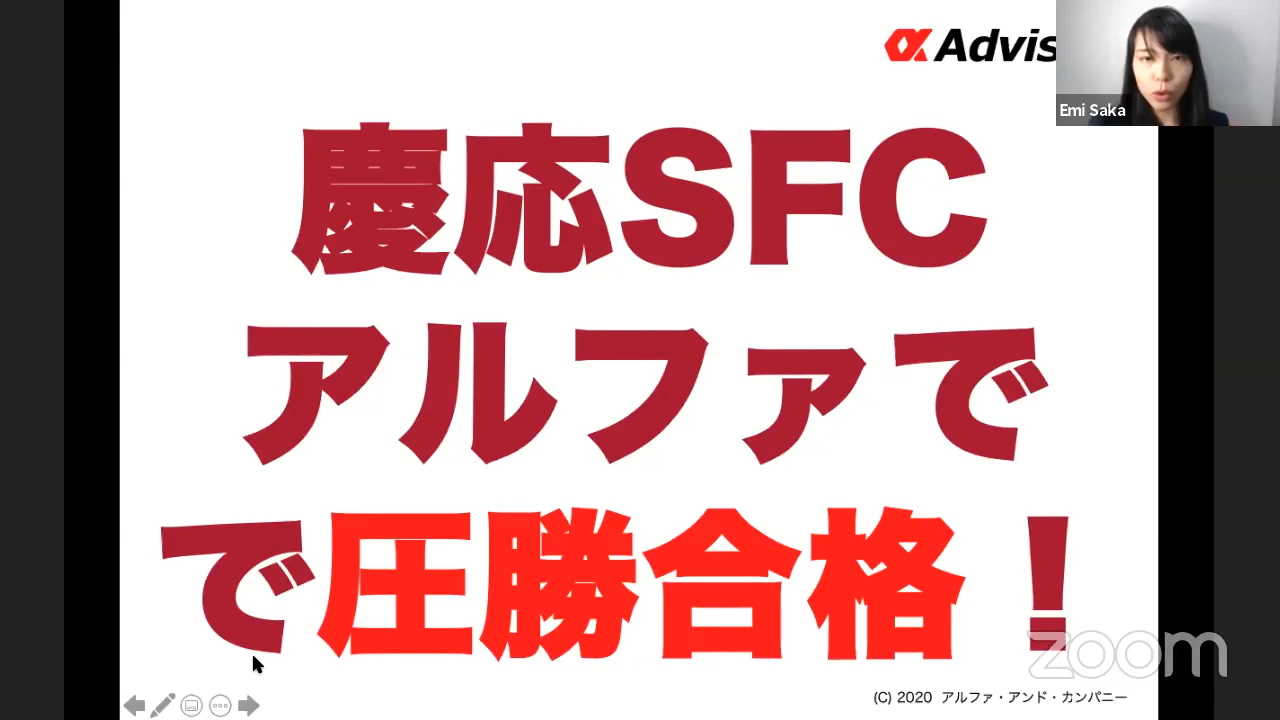 α Advis
Emi Saka
慶応SFC
アルファで
で圧勝合格！
zoom
(C) 2020 アルファ・アンド・カンパニー